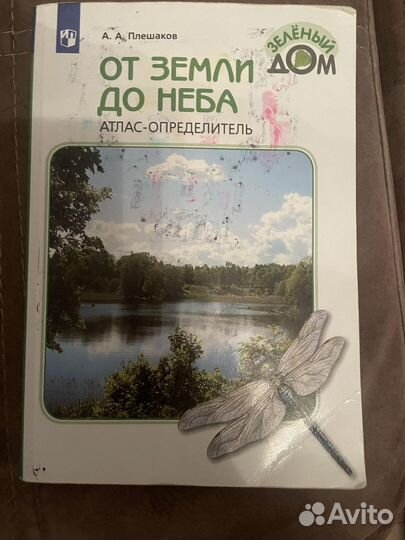 А. А. Плешаков
ЗЕЛЁНЫЙ
ДОМ
ОТ ЗЕМЛИ
ДО НЕБА
АТЛАС-ОПРЕДЕЛИТЕЛЬ
Avito